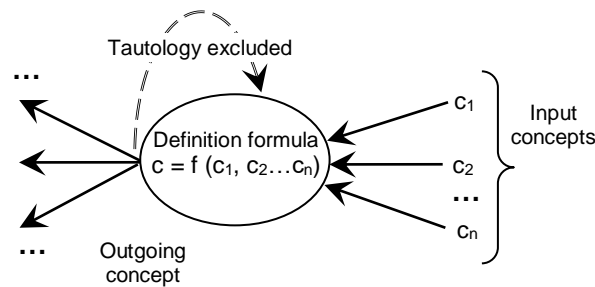 Tautology excluded
...
Definition formula
c = f (c₁, c₂…cₙ)
c₁
c₂
...
cₙ
Input
concepts
...
Outgoing
concept